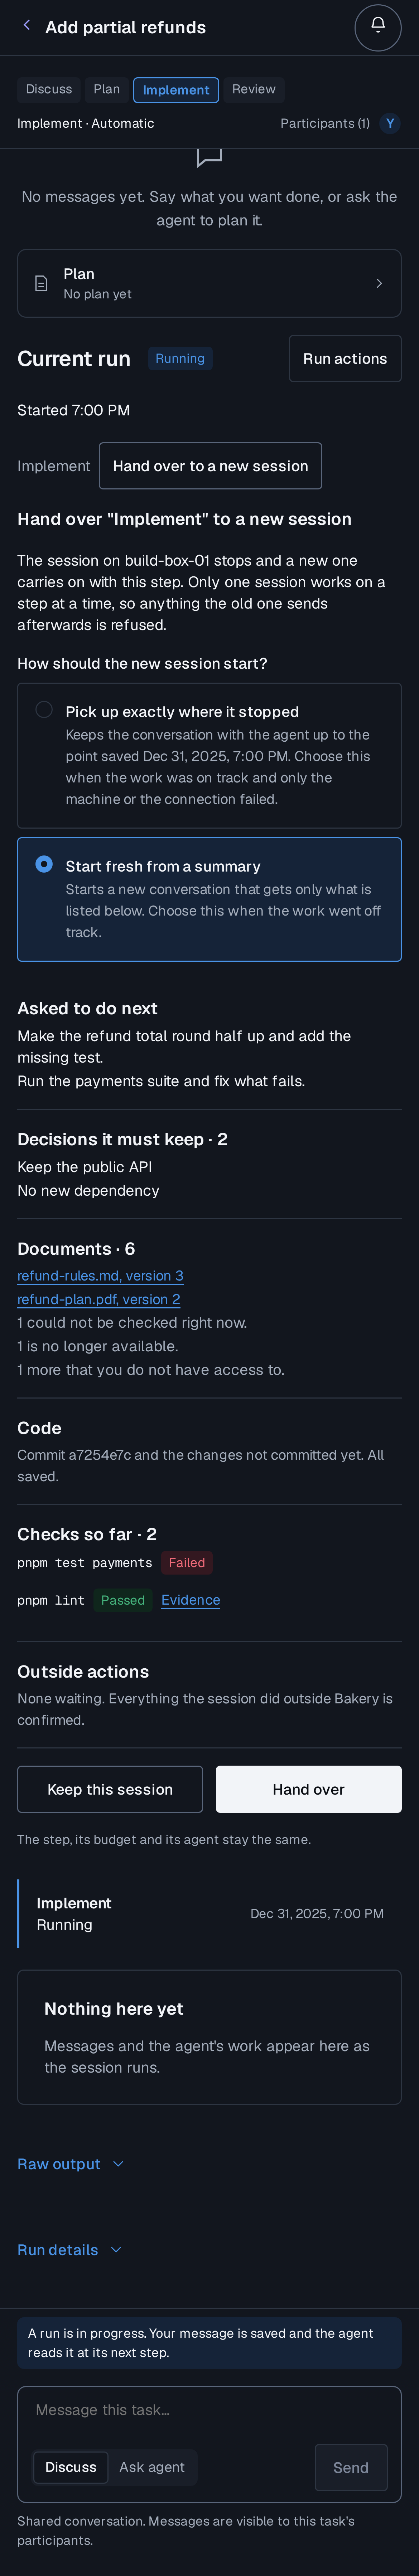 Add partial refunds
Discuss
Plan
Implement
Review
Implement · Automatic
Participants (1)
Y
No messages yet. Say what you want done, or ask the
agent to plan it.
Plan
No plan yet
Current run
Running
Run actions
Started 7:00 PM
Implement
Hand over to a new session
Hand over "Implement" to a new session
The session on build-box-01 stops and a new one
carries on with this step. Only one session works on a
step at a time, so anything the old one sends
afterwards is refused.
How should the new session start?
Pick up exactly where it stopped
Keeps the conversation with the agent up to the
point saved Dec 31, 2025, 7:00 PM. Choose this
when the work was on track and only the
machine or the connection failed.
Start fresh from a summary
Starts a new conversation that gets only what is
listed below. Choose this when the work went off
track.
Asked to do next
Make the refund total round half up and add the
missing test.
Run the payments suite and fix what fails.
Decisions it must keep · 2
Keep the public API
No new dependency
Documents · 6
refund-rules.md, version 3
refund-plan.pdf, version 2
1 could not be checked right now.
1 is no longer available.
1 more that you do not have access to.
Code
Commit a7254e7c and the changes not committed yet. All
saved.
Checks so far · 2
pnpm test payments
Failed
pnpm lint
Passed
Evidence
Outside actions
None waiting. Everything the session did outside Bakery is
confirmed.
Keep this session
Hand over
The step, its budget and its agent stay the same.
Implement
Running
Dec 31, 2025, 7:00 PM
Nothing here yet
Messages and the agent's work appear here as
the session runs.
Raw output
Run details
A run is in progress. Your message is saved and the agent
reads it at its next step.
Message this task...
Discuss
Ask agent
Send
Shared conversation. Messages are visible to this task's
participants.